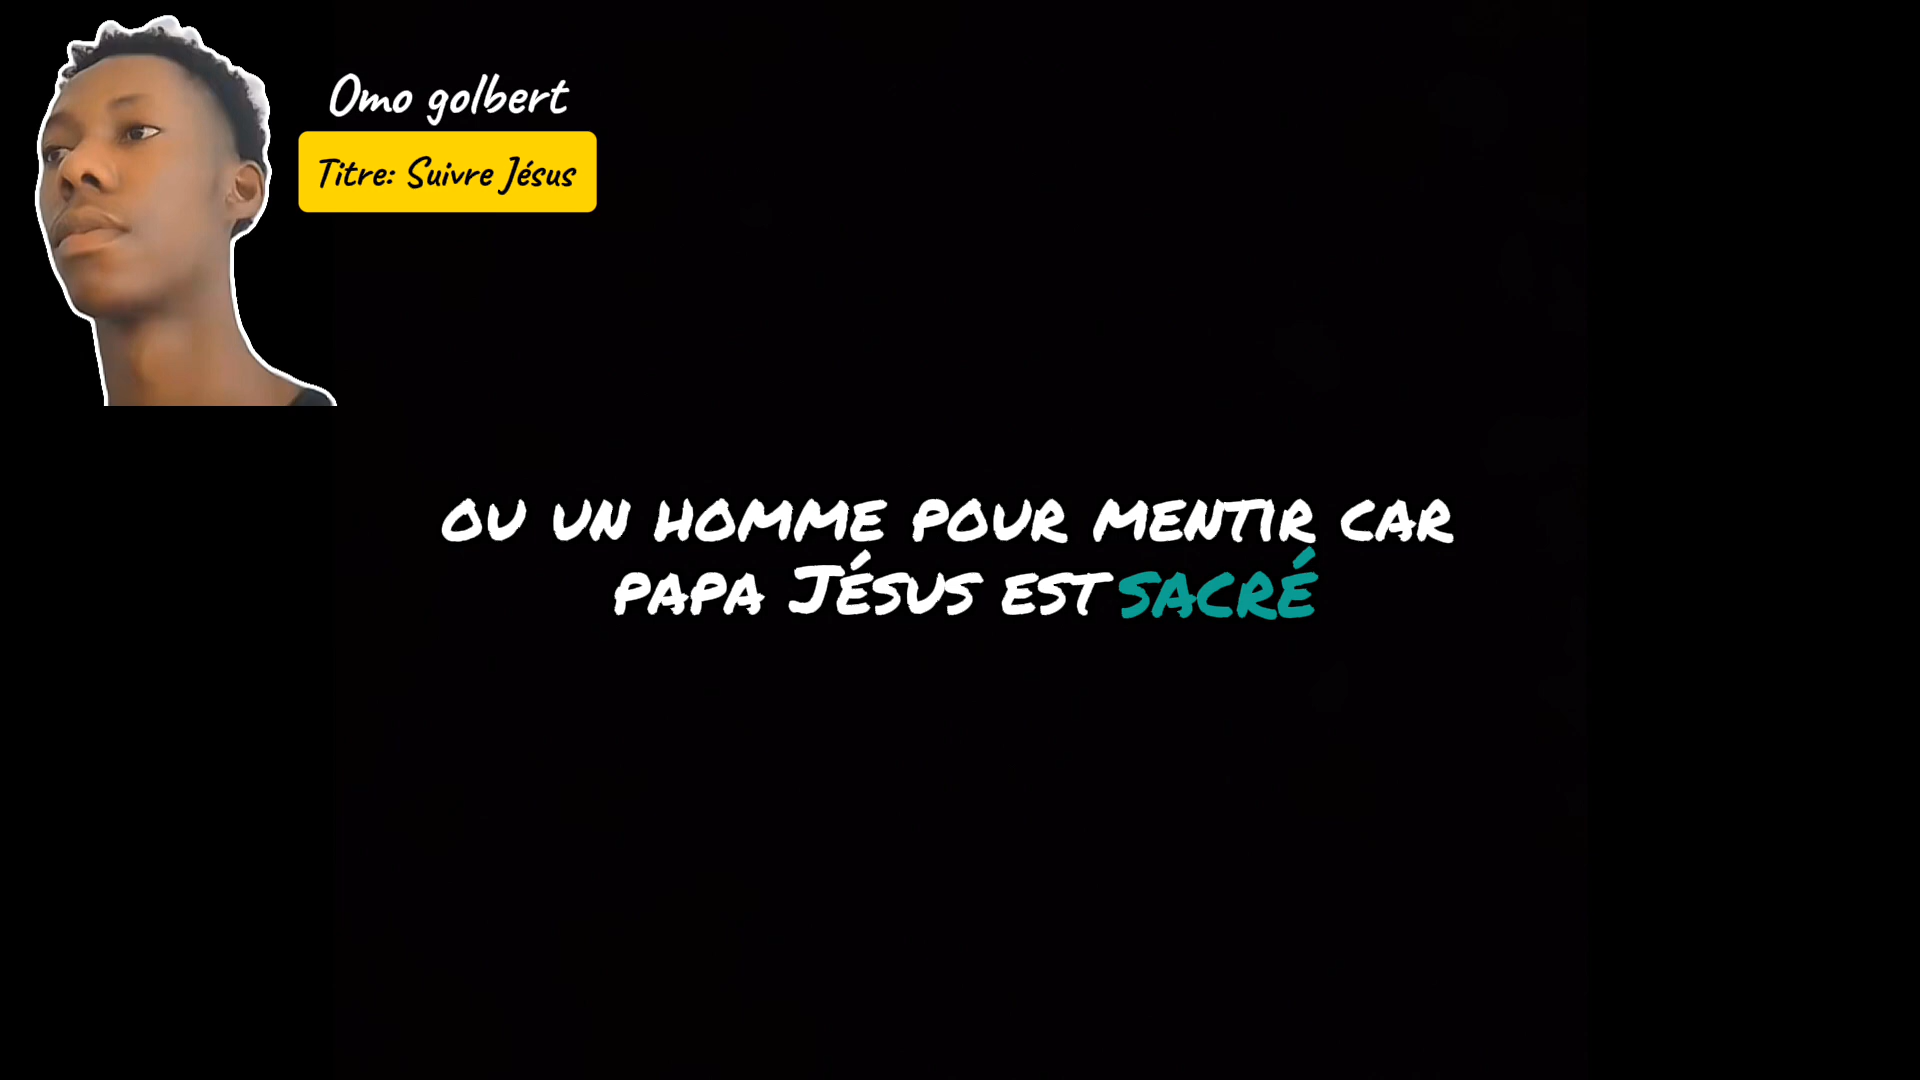 Omo golbert
Titre: Suivre Jésus
OU UN HOMME POUR MENTIR CAR
PAPA JÉSUS EST SACRÉ